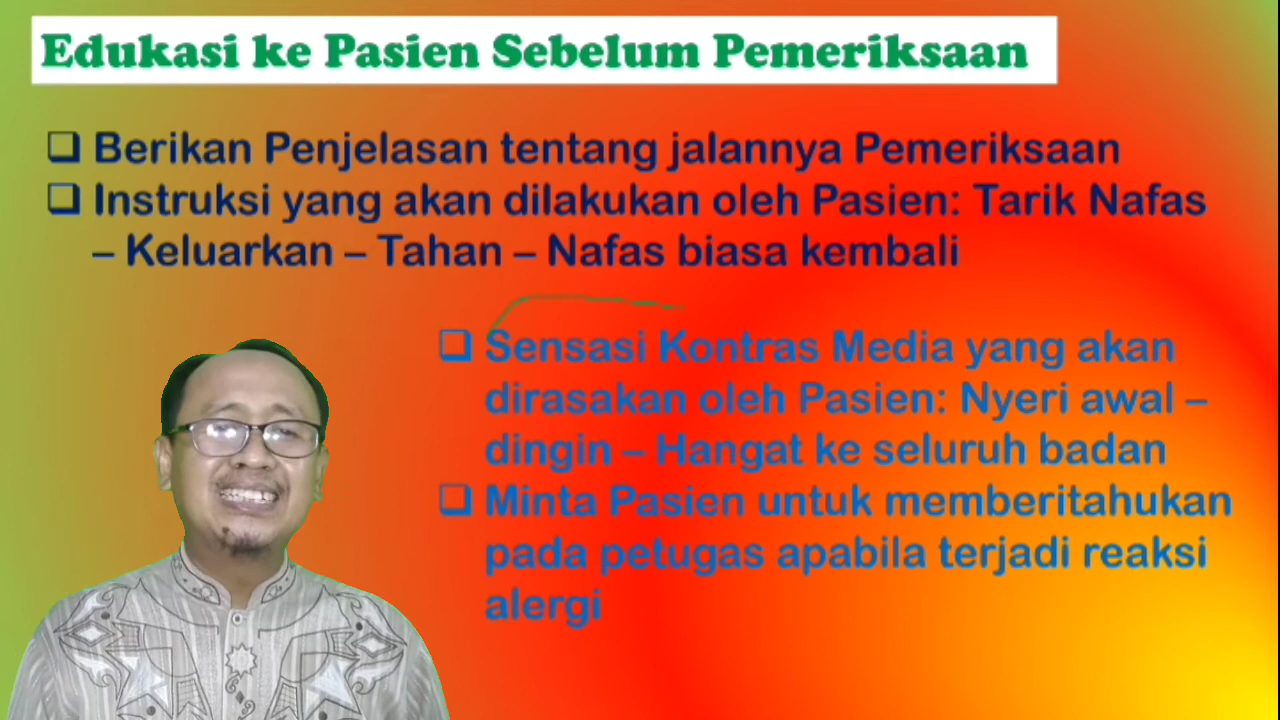 Edukasi ke Pasien Sebelum Pemeriksaan
❑ Berikan Penjelasan tentang jalannya Pemeriksaan
❑ Instruksi yang akan dilakukan oleh Pasien: Tarik Nafas
– Keluarkan – Tahan – Nafas biasa kembali
❑ Sensasi Kontras Media yang akan
dirasakan oleh Pasien: Nyeri awal –
dingin – Hangat ke seluruh badan
❑ Minta Pasien untuk memberitahukan
pada petugas apabila terjadi reaksi
alergi